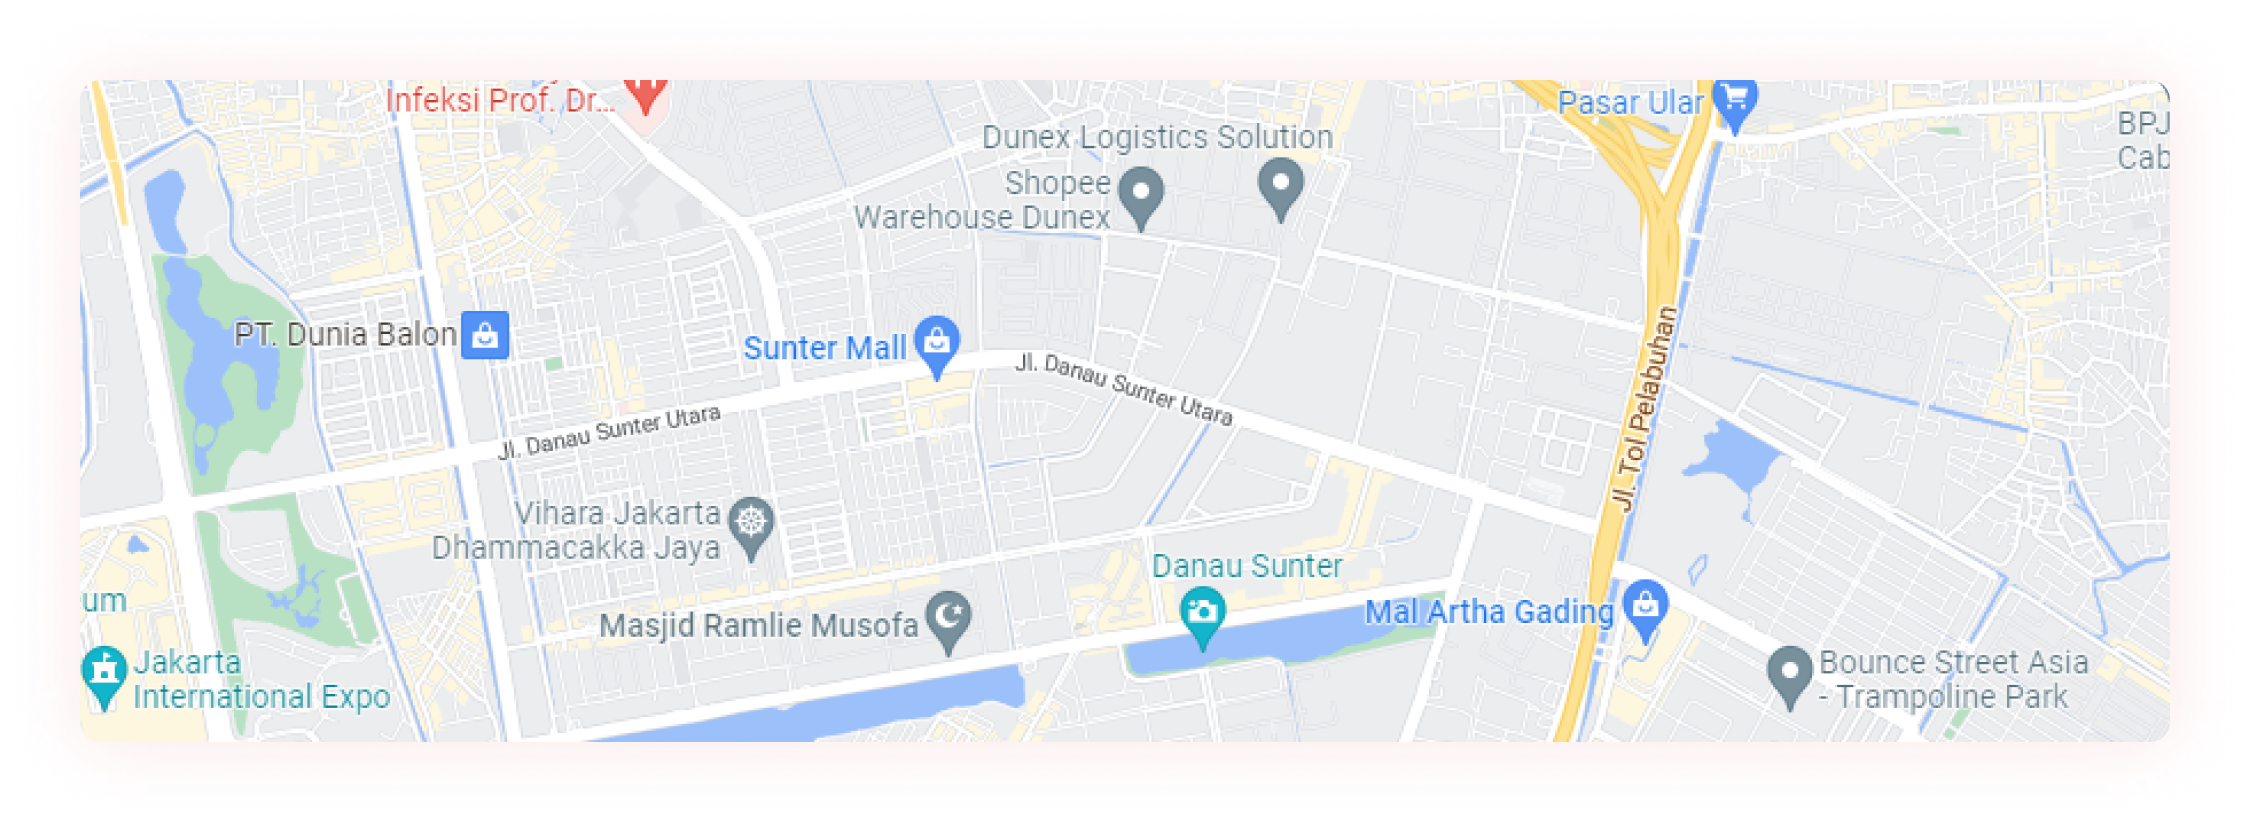 Infeksi Prof. Dr...
Pasar Ular
Dunex Logistics Solution
BPJ
Cab
Shopee
Warehouse Dunex
PT. Dunia Balon
Sunter Mall
Jl. Danau Sunter Utara
Jl. Danau Sunter Utara
Jl. Tol Pelabuhan
Vihara Jakarta
Dhammacakka Jaya
Danau Sunter
um
Masjid Ramlie Musofa
Mal Artha Gading
Jakarta
International Expo
Bounce Street Asia
- Trampoline Park